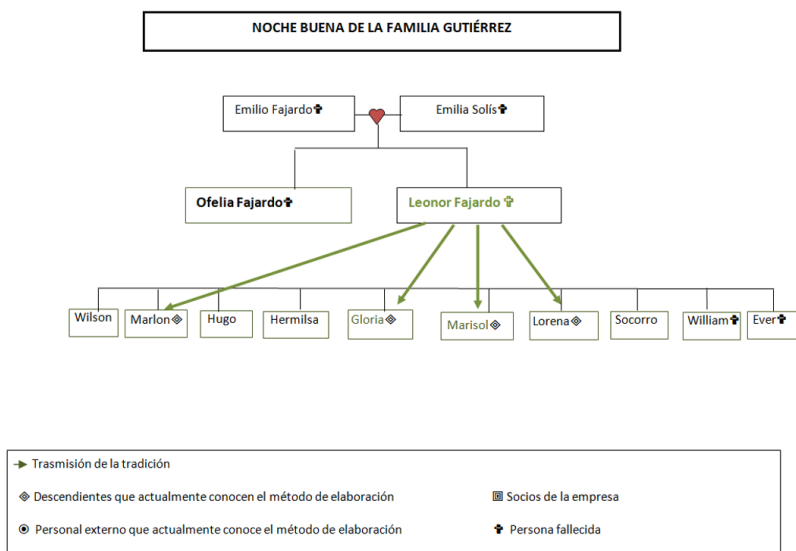 NOCHE BUENA DE LA FAMILIA GUTIÉRREZ
Emilio Fajardo✞ Emilia Solís✞
Ofelia Fajardo✞ Leonor Fajardo ✞
Wilson Marlon Hugo Hermilsa Gloria Marisol Lorena Socorro William✞ Ever✞
Trasmisión de la tradición
Descendientes que actualmente conocen el método de elaboración Socios de la empresa
Personal externo que actualmente conoce el método de elaboración ✞ Persona fallecida